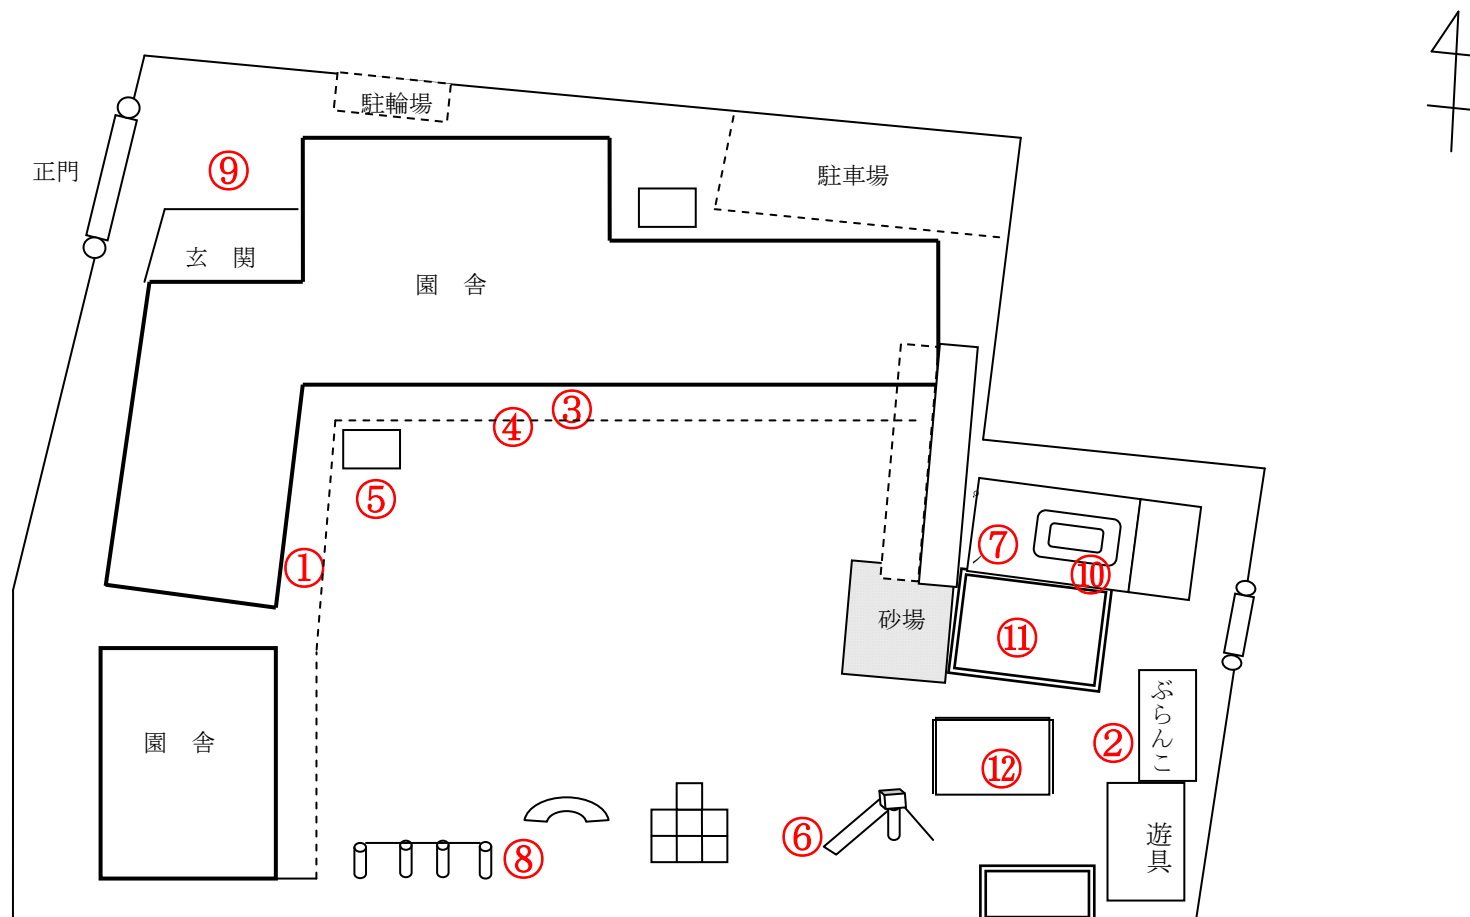 駐輪場
正門
⑨
駐車場
玄　関
園　舎
③
④
⑤
⑦
①
⑩
砂場
⑪
ぶらんこ
園　舎
②
⑫
⑥
遊具
⑧